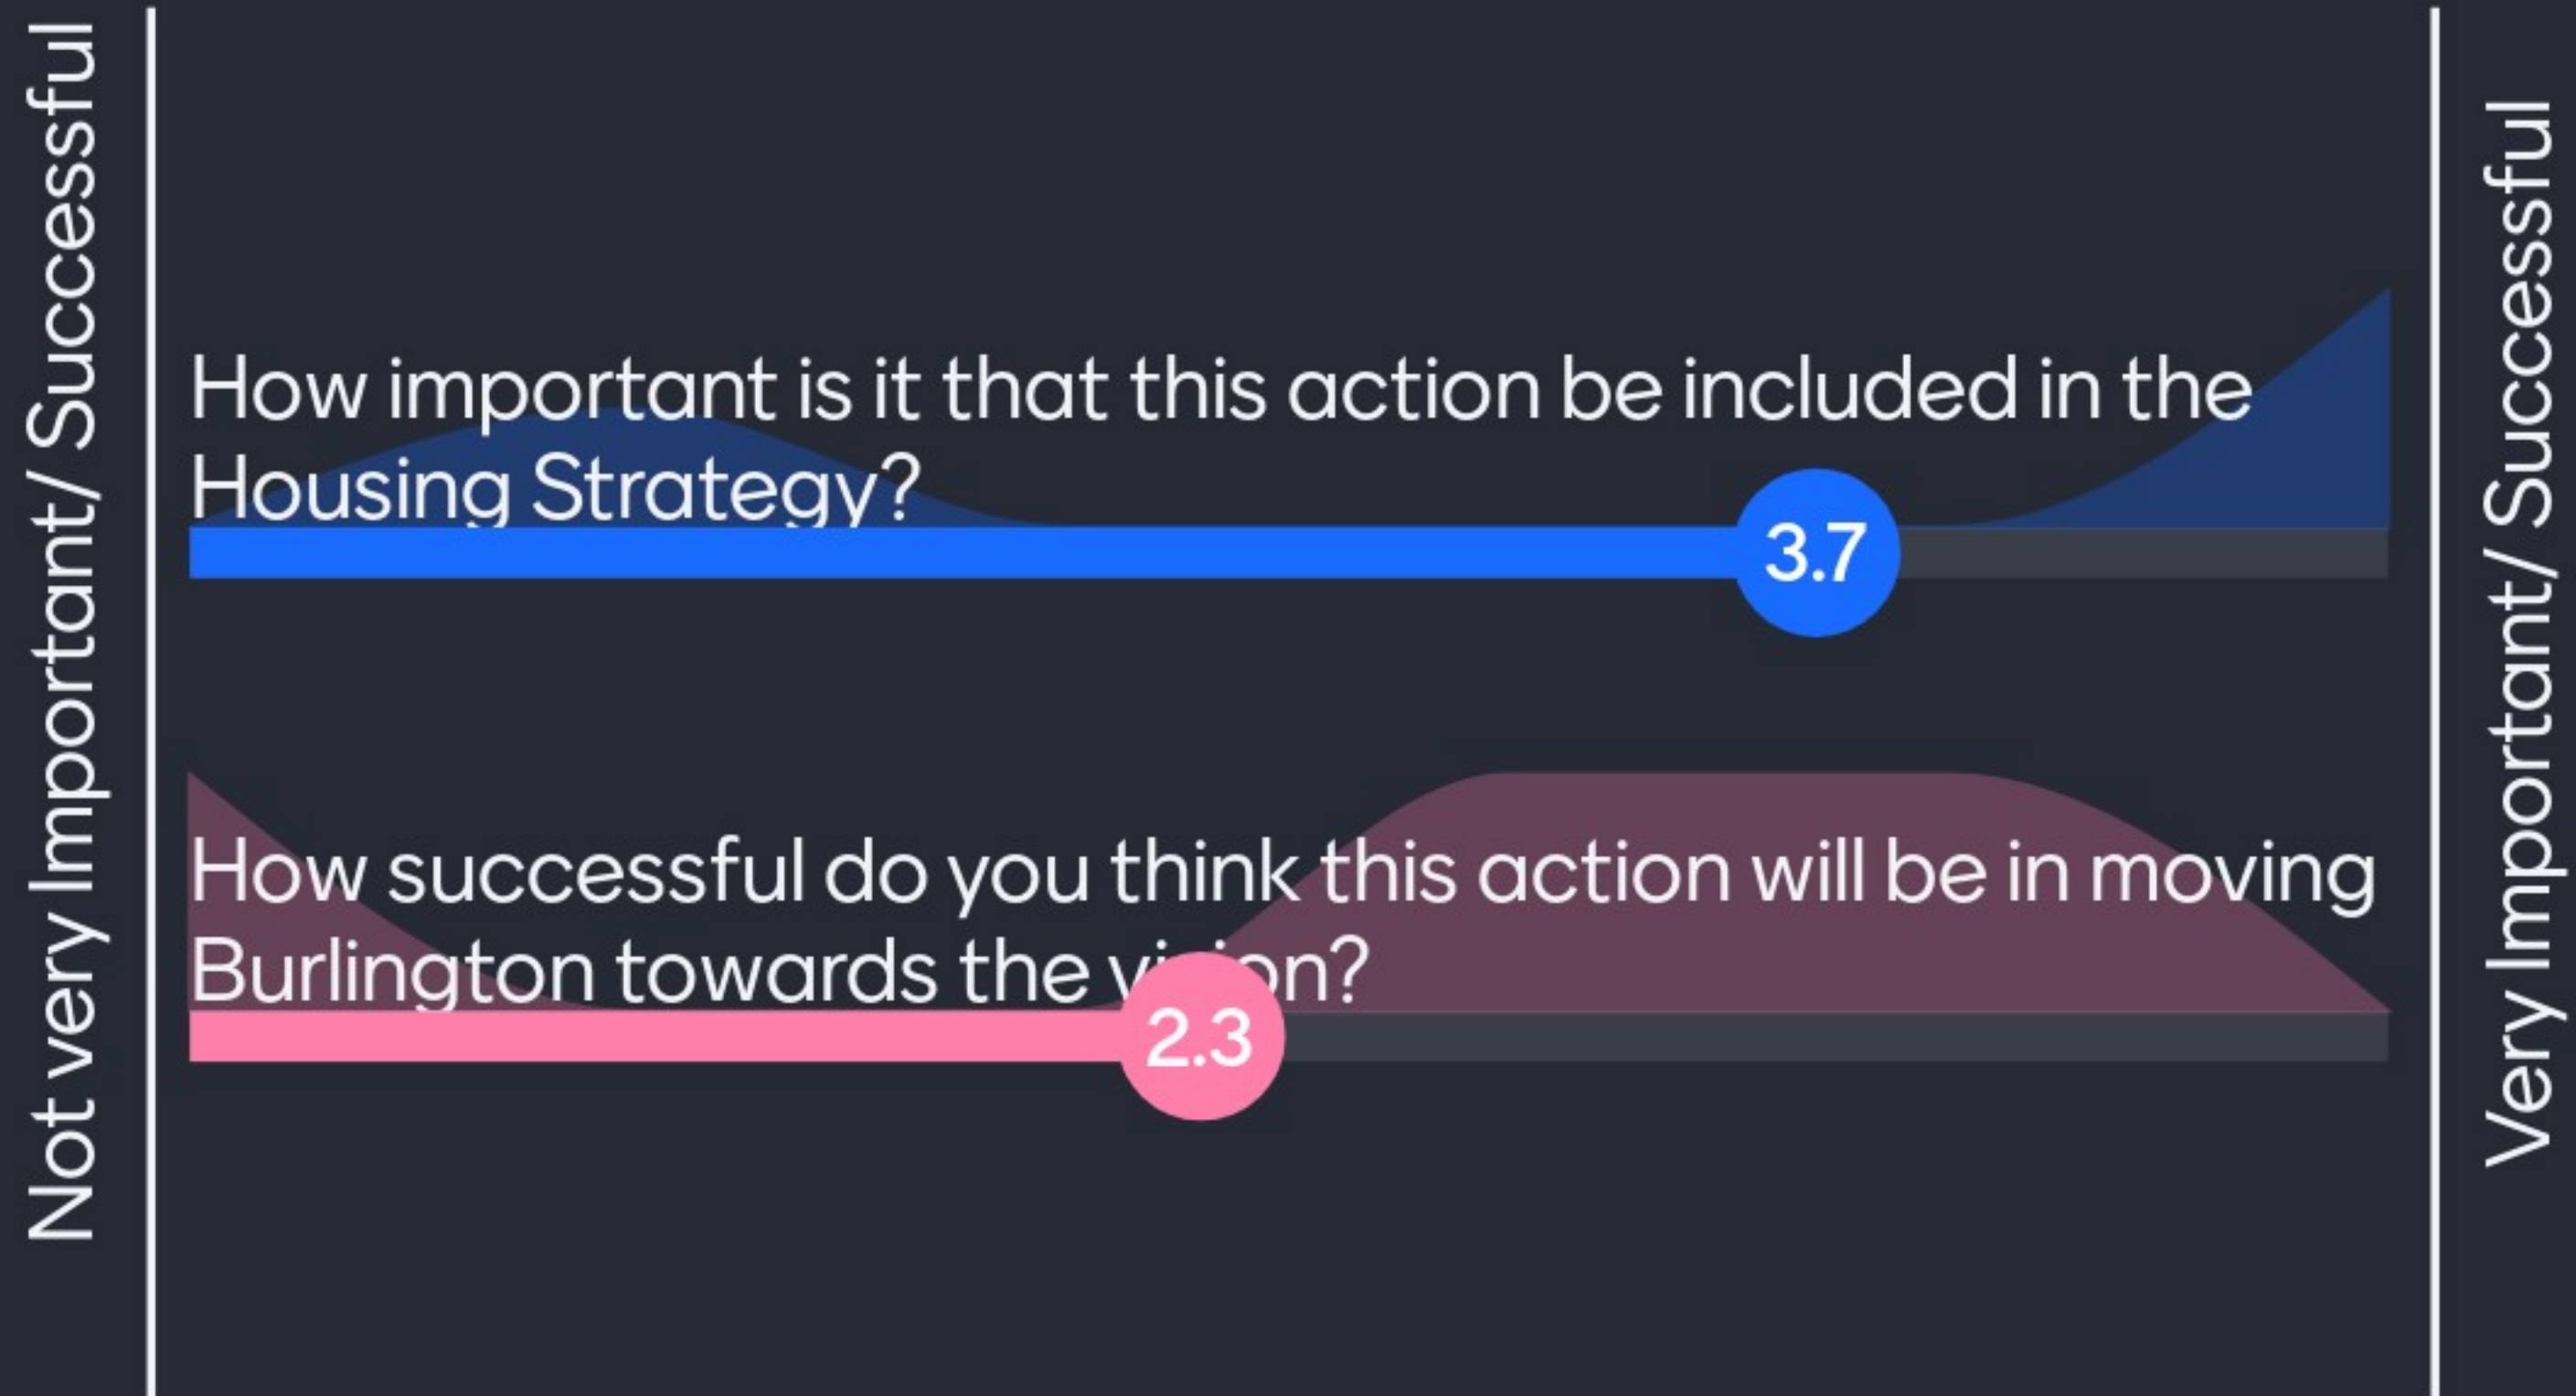 Not very Important/ Successful
How important is it that this action be included in the
Housing Strategy?
3.7
How successful do you think this action will be in moving
Burlington towards the vision?
2.3
Very Important/ Successful